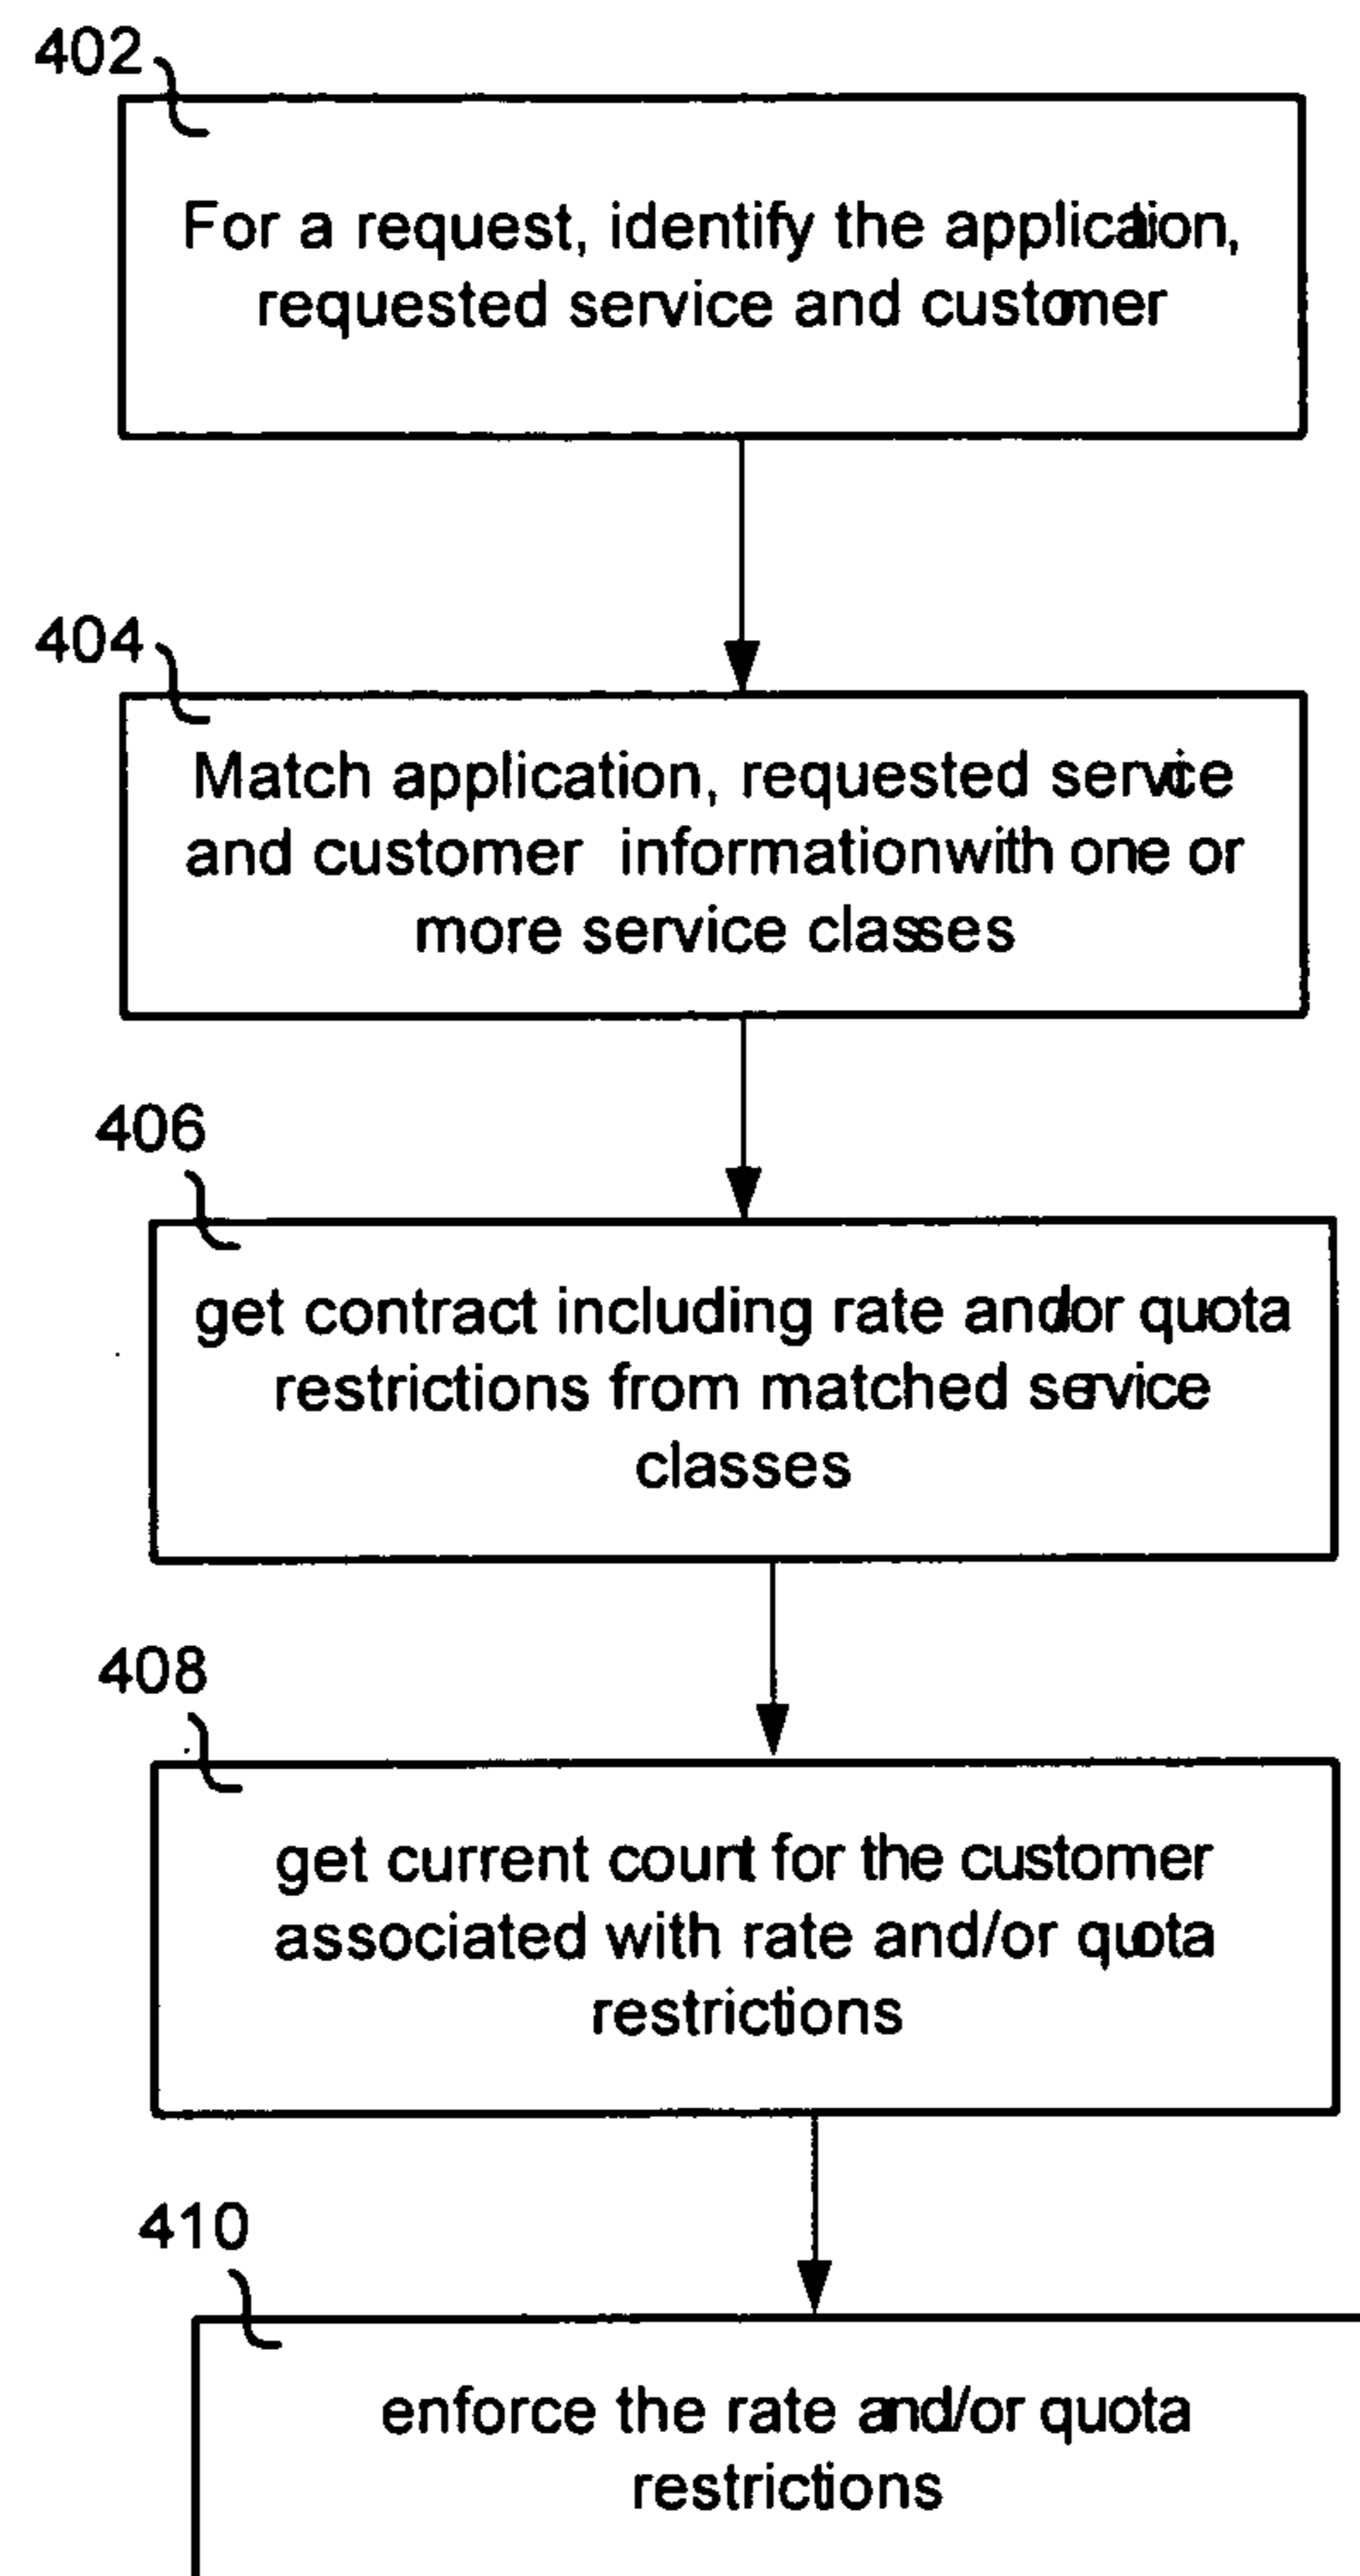 402
For a request, identify the application,
requested service and customer
404
Match application, requested service
and customer informationwith one or
more service classes
406
get contract including rate and/or quota
restrictions from matched service
classes
408
get current count for the customer
associated with rate and/or quota
restrictions
410
enforce the rate and/or quota
restrictions